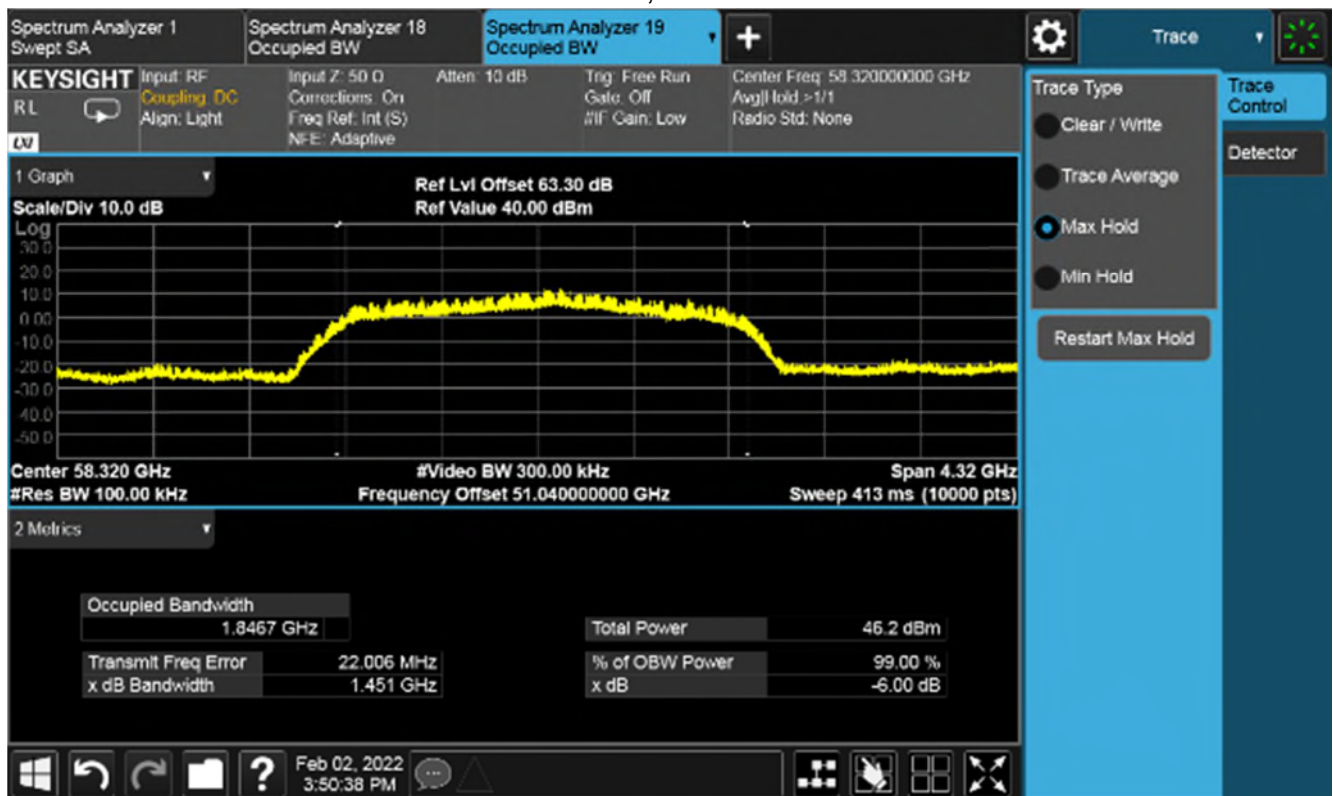 Spectrum Analyzer 1
Swept SA
Spectrum Analyzer 18
Occupied BW
Spectrum Analyzer 19
Occupied BW
Trace
KEYSIGHT
RL
LXI
Input: RF
Coupling: DC
Align: Light
Input Z: 50 Ω
Corrections: On
Freq Ref: Int (S)
NFE: Adaptive
Atten: 10 dB
Trig: Free Run
Gate: Off
#IF Gain: Low
Center Freq: 58.320000000 GHz
Avg|Hold:>1/1
Radio Std: None
Trace Type
Clear / Write
Trace Average
Max Hold
Min Hold
Restart Max Hold
Trace
Control
Detector
1 Graph
Scale/Div 10.0 dB
Ref Lvl Offset 63.30 dB
Ref Value 40.00 dBm
Log
30.0
20.0
10.0
0.00
-10.0
-20.0
-30.0
-40.0
-50.0
Center 58.320 GHz
#Video BW 300.00 kHz
Span 4.32 GHz
#Res BW 100.00 kHz
Frequency Offset 51.040000000 GHz
Sweep 413 ms (10000 pts)
2 Metrics
Occupied Bandwidth
1.8467 GHz
Total Power 46.2 dBm
Transmit Freq Error 22.006 MHz
% of OBW Power 99.00 %
x dB Bandwidth 1.451 GHz
x dB -6.00 dB
Feb 02, 2022
3:50:38 PM